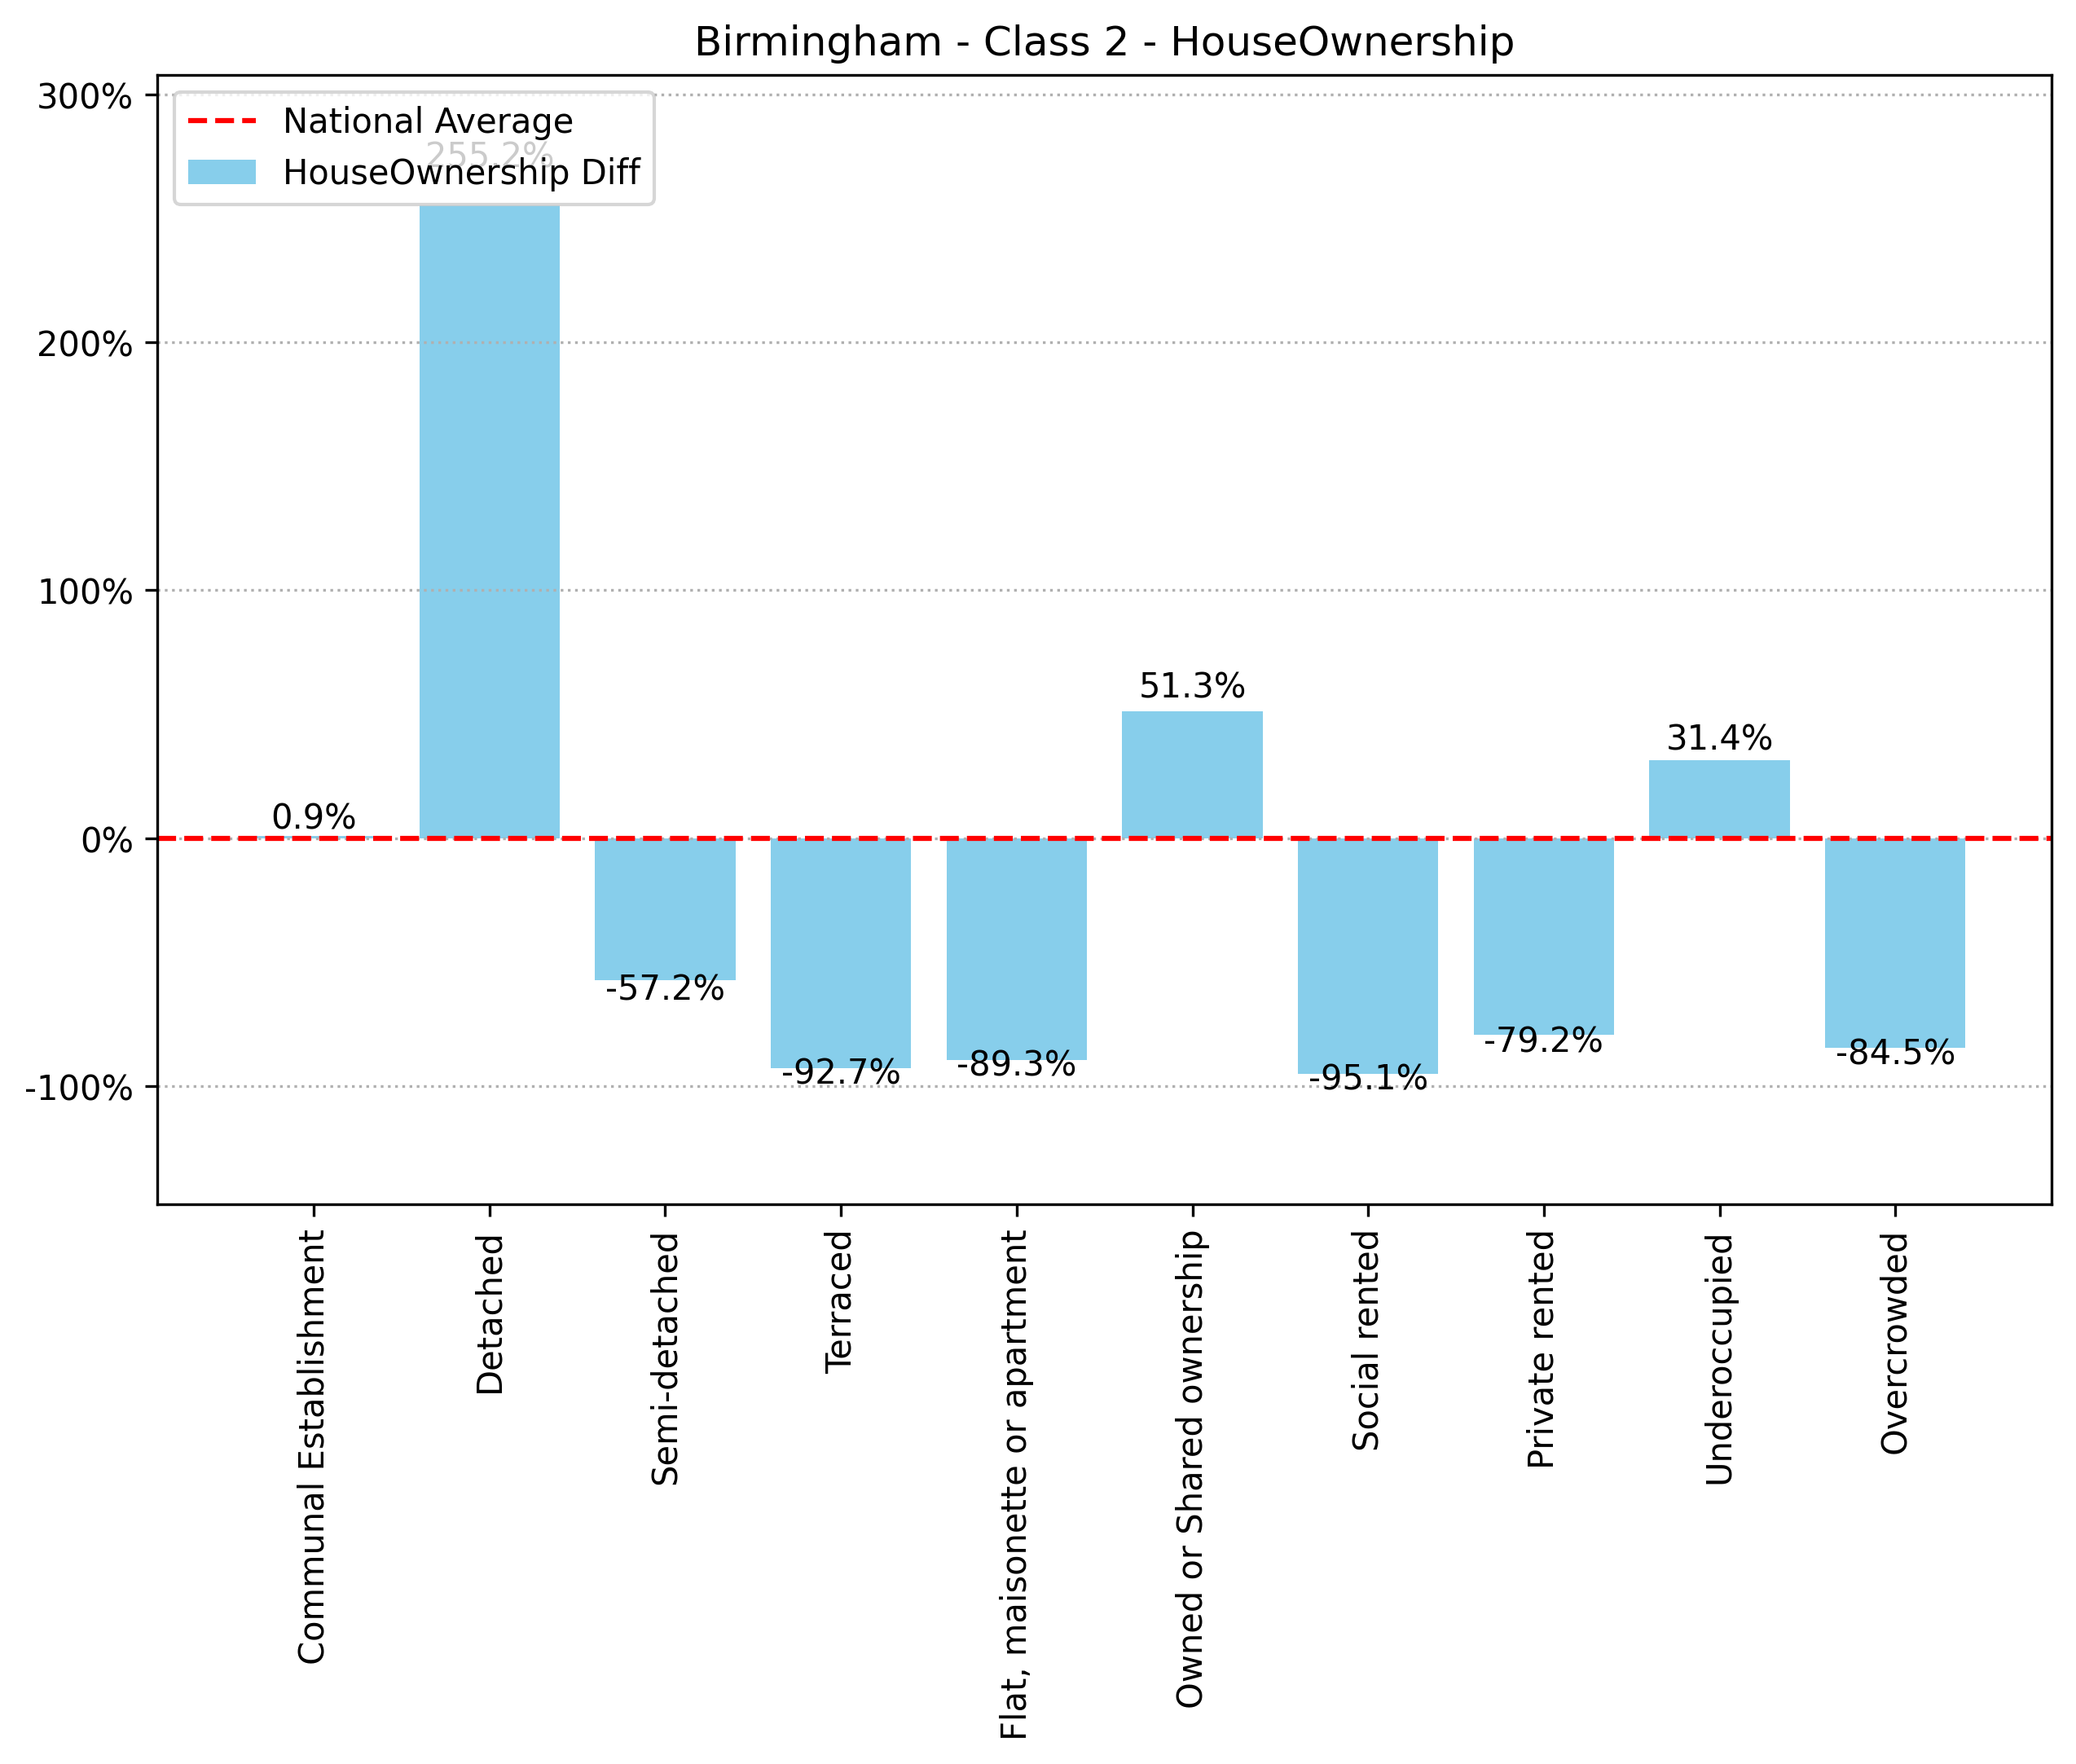 Birmingham - Class 2 - HouseOwnership
300%
200%
100%
0%
-100%
National Average
HouseOwnership Diff
0.9%
255.2%
-57.2%
-92.7%
-89.3%
51.3%
-95.1%
-79.2%
31.4%
-84.5%
Communal Establishment
Detached
Semi-detached
Terraced
Flat, maisonette or apartment
Owned or Shared ownership
Social rented
Private rented
Underoccupied
Overcrowded